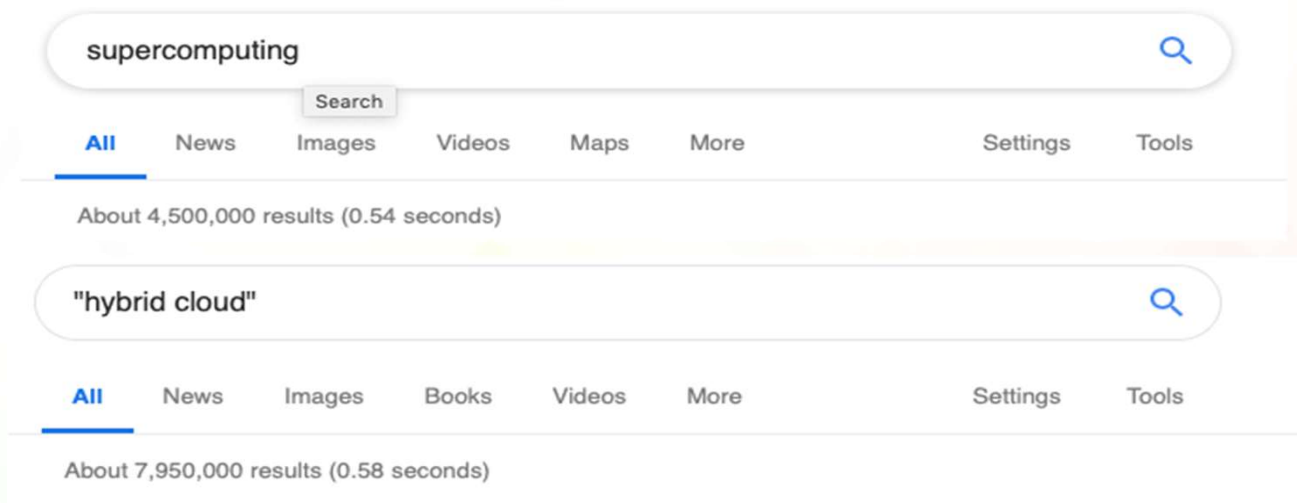 supercomputing
Search
All News Images Videos Maps More Settings Tools
About 4,500,000 results (0.54 seconds)
"hybrid cloud"
All News Images Books Videos More Settings Tools
About 7,950,000 results (0.58 seconds)